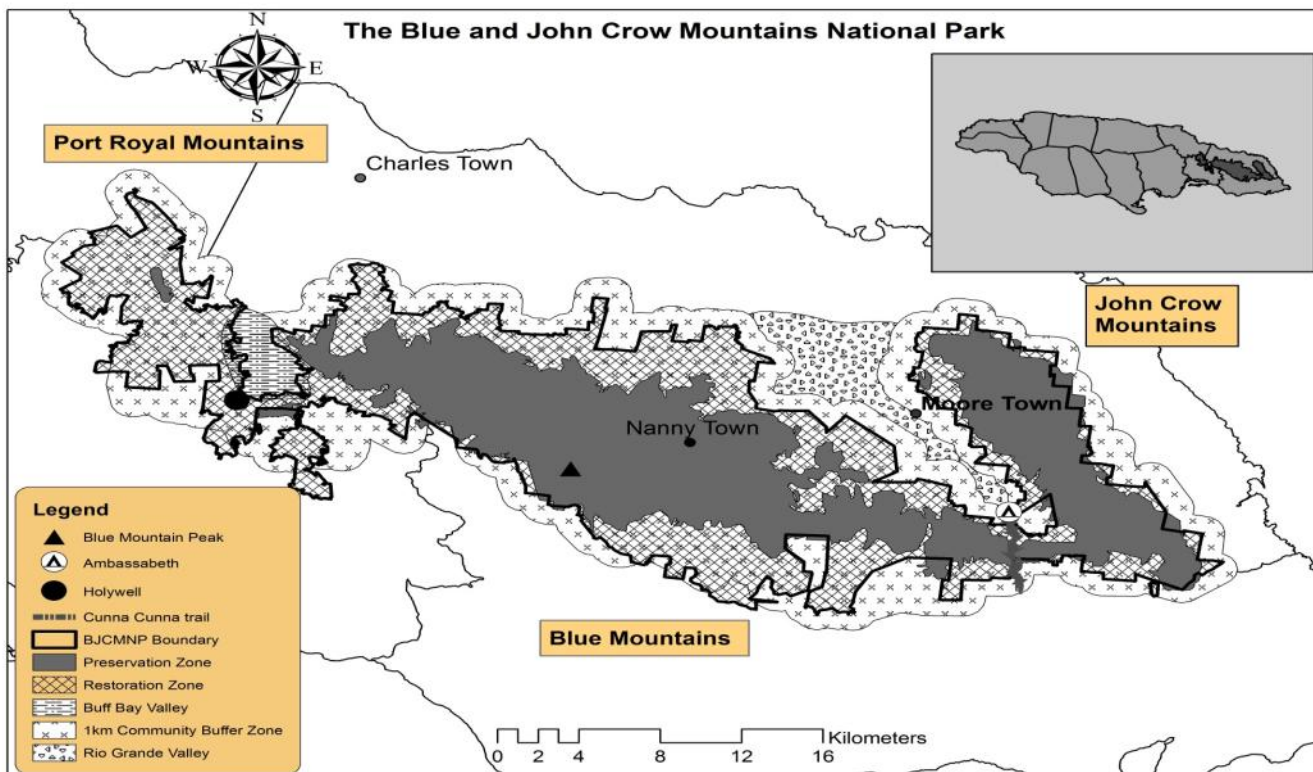 The Blue and John Crow Mountains National Park
N
W
E
S
Port Royal Mountains
Charles Town
John Crow
Mountains
Moore Town
Nanny Town
Blue Mountains
Legend
Blue Mountain Peak
Ambassabeth
Holywell
Cunna Cunna trail
BJCMNP Boundary
Preservation Zone
Restoration Zone
Buff Bay Valley
1km Community Buffer Zone
Rio Grande Valley
Kilometers
0 2 4 8 12 16